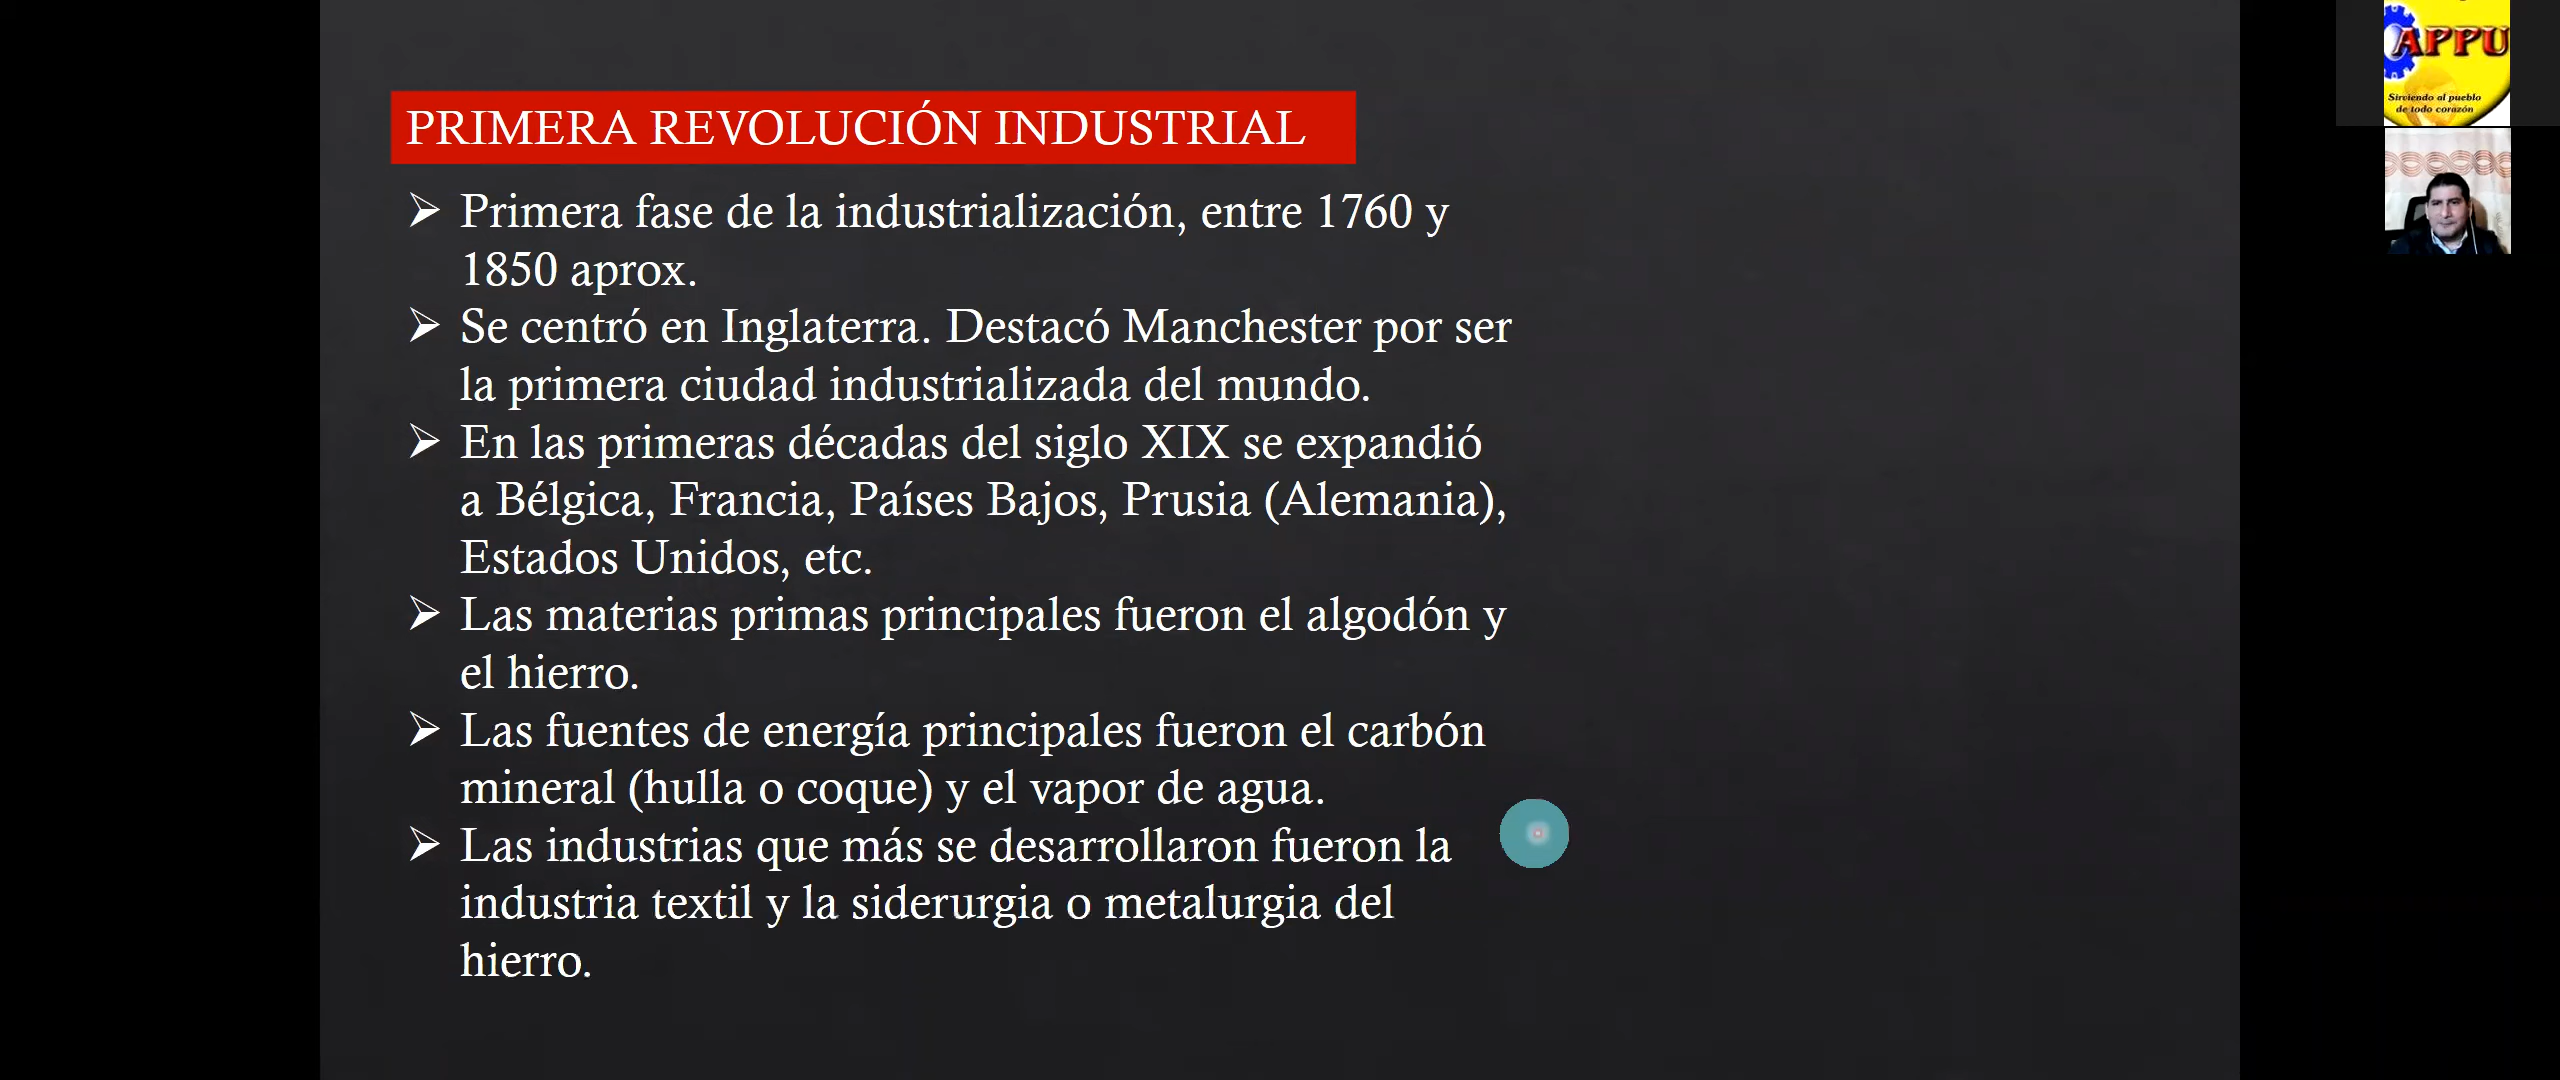 PRIMERA REVOLUCIÓN INDUSTRIAL
Primera fase de la industrialización, entre 1760 y
1850 aprox.
Se centró en Inglaterra. Destacó Manchester por ser
la primera ciudad industrializada del mundo.
En las primeras décadas del siglo XIX se expandió
a Bélgica, Francia, Países Bajos, Prusia (Alemania),
Estados Unidos, etc.
Las materias primas principales fueron el algodón y
el hierro.
Las fuentes de energía principales fueron el carbón
mineral (hulla o coque) y el vapor de agua.
Las industrias que más se desarrollaron fueron la
industria textil y la siderurgia o metalurgia del
hierro.
APPU
Sirviendo al pueblo
de todo corazón